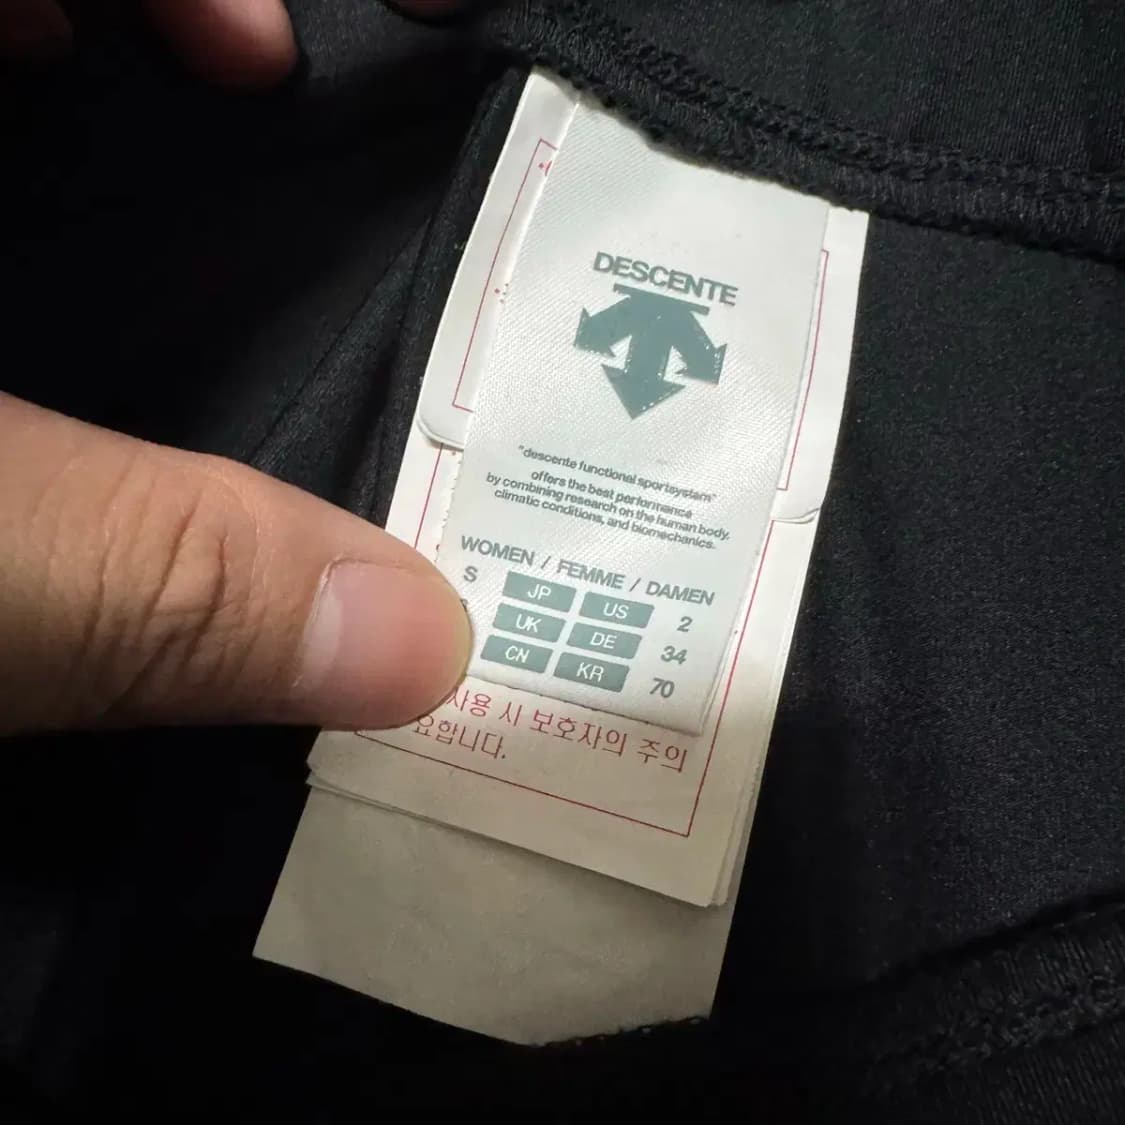 DESCENTE
"descente functional sportsystem"
offers the best performance
by combining research on the human body,
climatic conditions, and biomechanics.
WOMEN / FEMME / DAMEN
S JP US 2
UK DE 34
CN KR 70
사용 시 보호자의 주의
요합니다.